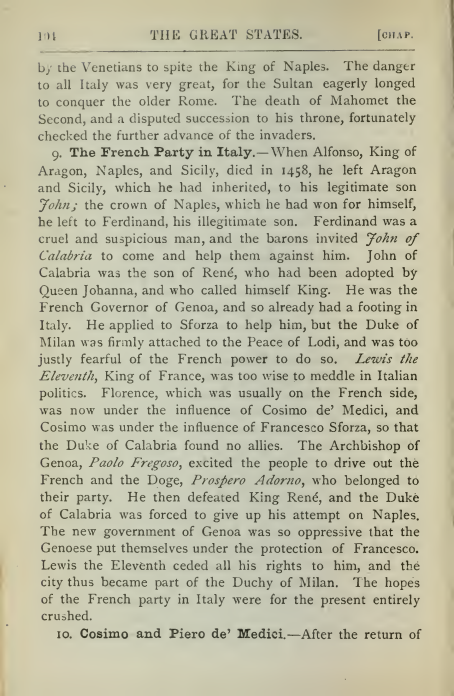 194 THE GREAT STATES. [CHAP.
by the Venetians to spite the King of Naples. The danger
to all Italy was very great, for the Sultan eagerly longed
to conquer the older Rome. The death of Mahomet the
Second, and a disputed succession to his throne, fortunately
checked the further advance of the invaders.
9. The French Party in Italy.—When Alfonso, King of
Aragon, Naples, and Sicily, died in 1458, he left Aragon
and Sicily, which he had inherited, to his legitimate son
John; the crown of Naples, which he had won for himself,
he left to Ferdinand, his illegitimate son. Ferdinand was a
cruel and suspicious man, and the barons invited John of
Calabria to come and help them against him. John of
Calabria was the son of René, who had been adopted by
Queen Johanna, and who called himself King. He was the
French Governor of Genoa, and so already had a footing in
Italy. He applied to Sforza to help him, but the Duke of
Milan was firmly attached to the Peace of Lodi, and was too
justly fearful of the French power to do so. Lewis the
Eleventh, King of France, was too wise to meddle in Italian
politics. Florence, which was usually on the French side,
was now under the influence of Cosimo de' Medici, and
Cosimo was under the influence of Francesco Sforza, so that
the Duke of Calabria found no allies. The Archbishop of
Genoa, Paolo Fregoso, excited the people to drive out the
French and the Doge, Prospero Adorno, who belonged to
their party. He then defeated King René, and the Duke
of Calabria was forced to give up his attempt on Naples.
The new government of Genoa was so oppressive that the
Genoese put themselves under the protection of Francesco.
Lewis the Eleventh ceded all his rights to him, and the
city thus became part of the Duchy of Milan. The hopes
of the French party in Italy were for the present entirely
crushed.
10. Cosimo and Piero de' Medici.—After the return of